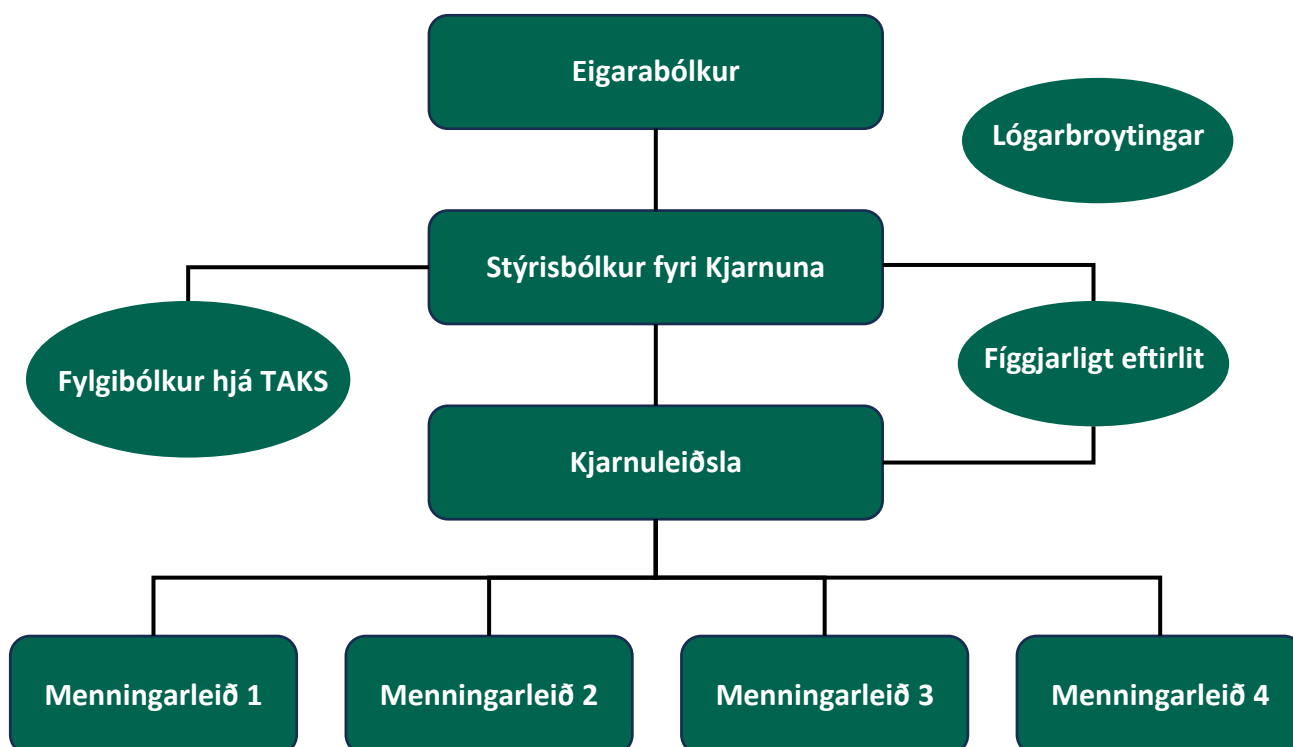 Eigarabólkur
Lógarbroytingar
Stýrisbólkur fyri Kjarnuna
Fylgibólkur hjá TAKS
Fíggjarligt eftirlit
Kjarnuleiðsla
Menningarleið 1
Menningarleið 2
Menningarleið 3
Menningarleið 4